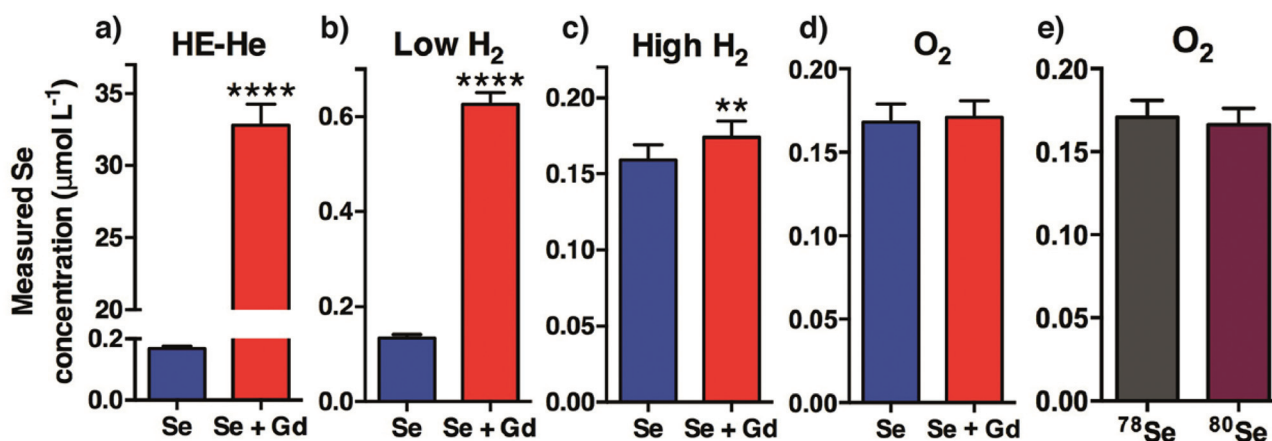 a) HE-He
b) Low H₂
c) High H₂
d) O₂
e) O₂
Measured Se
concentration (µmol L⁻¹)
35
30
25
20
0.2
0.0
****
Se Se + Gd
0.6
0.4
0.2
0.0
****
Se Se + Gd
0.20
0.15
0.10
0.05
0.00
**
Se Se + Gd
0.20
0.15
0.10
0.05
0.00
Se Se + Gd
0.20
0.15
0.10
0.05
0.00
⁷⁸Se ⁸⁰Se